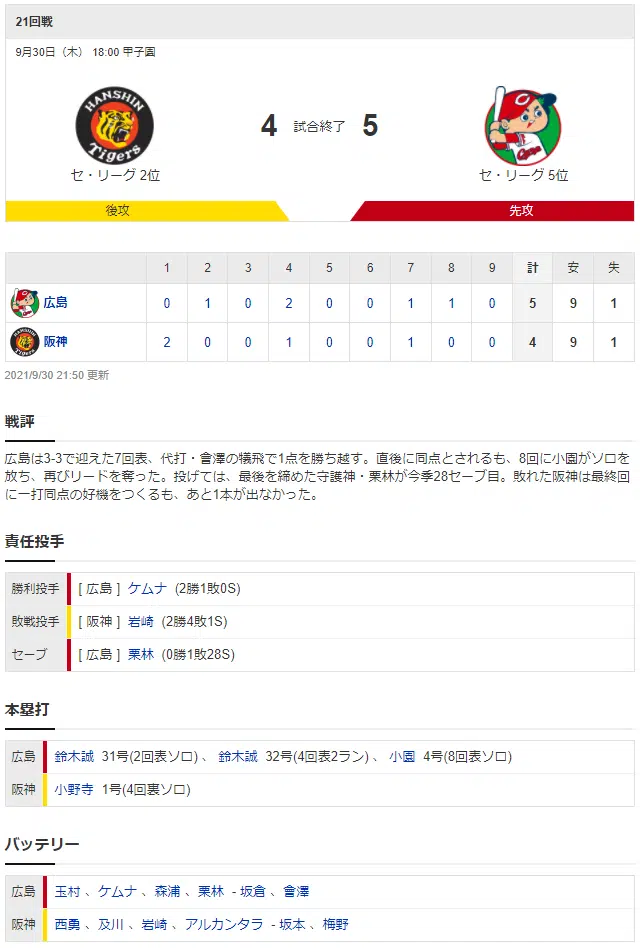 21回戦
9月30日（木） 18:00 甲子園
HANSHIN
Tigers
4 試合終了 5
C
Carp
セ・リーグ 2位 セ・リーグ 5位
後攻 先攻
1 2 3 4 5 6 7 8 9 計 安 失
広島 0 1 0 2 0 0 1 1 0 5 9 1
阪神 2 0 0 1 0 0 1 0 0 4 9 1
2021/9/30 21:50 更新
戦評
広島は3-3で迎えた7回表、代打・會澤の犠飛で1点を勝ち越す。直後に同点とされるも、8回に小園がソロを
放ち、再びリードを奪った。投げては、最後を締めた守護神・栗林が今季28セーブ目。敗れた阪神は最終回
に一打同点の好機をつくるも、あと1本が出なかった。
責任投手
勝利投手 [ 広島 ] ケムナ (2勝1敗0S)
敗戦投手 [ 阪神 ] 岩崎 (2勝4敗1S)
セーブ [ 広島 ] 栗林 (0勝1敗28S)
本塁打
広島 鈴木誠 31号(2回表ソロ) 、 鈴木誠 32号(4回表2ラン) 、 小園 4号(8回表ソロ)
阪神 小野寺 1号(4回裏ソロ)
バッテリー
広島 玉村 、 ケムナ 、 森浦 、 栗林 - 坂倉 、 會澤
阪神 西勇 、 及川 、 岩崎 、 アルカンタラ - 坂本 、 梅野